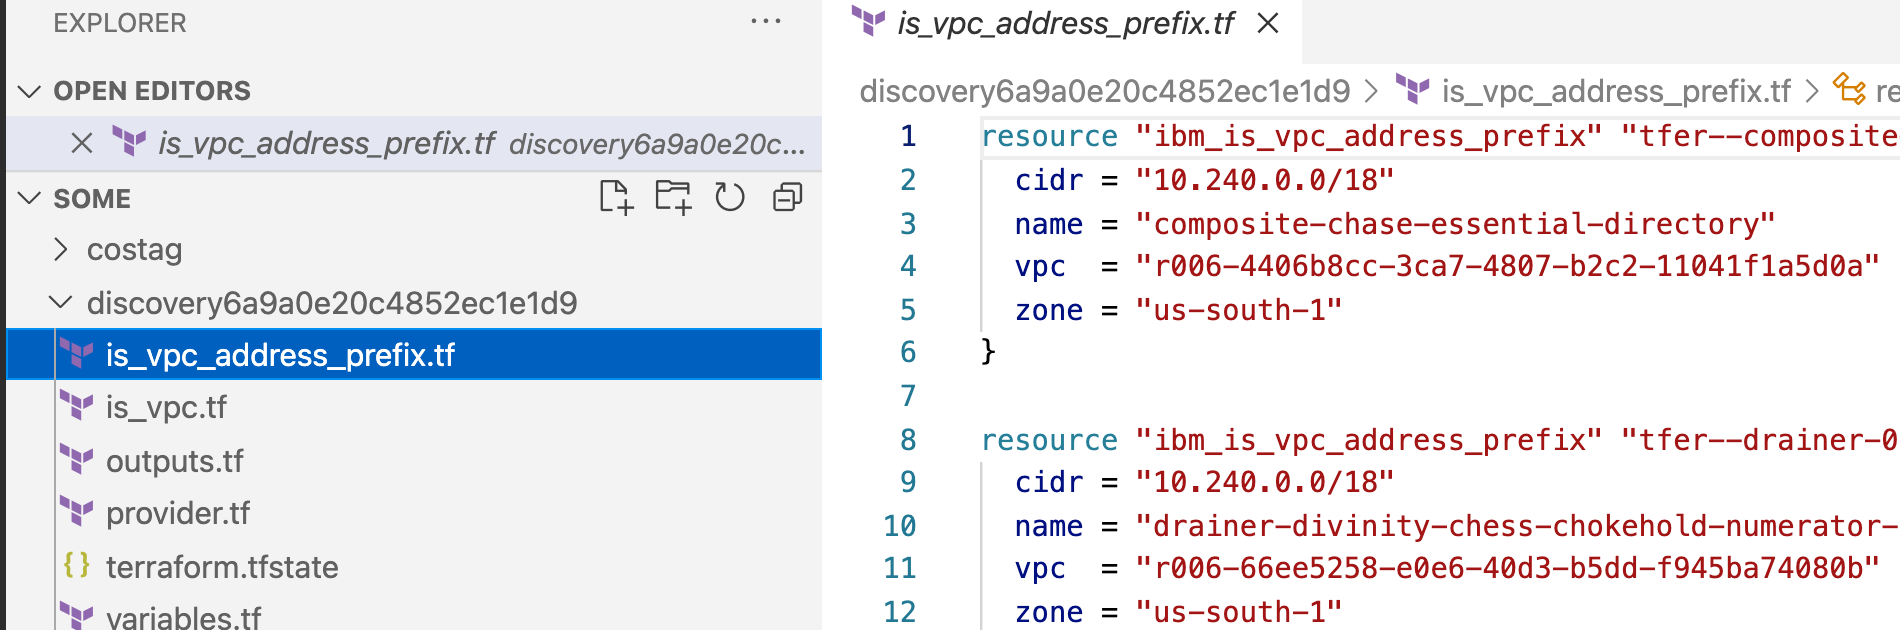 EXPLORER
OPEN EDITORS
is_vpc_address_prefix.tf discovery6a9a0e20c...
SOME
costag
discovery6a9a0e20c4852ec1e1d9
is_vpc_address_prefix.tf
is_vpc.tf
outputs.tf
provider.tf
{} terraform.tfstate
variables.tf
is_vpc_address_prefix.tf
discovery6a9a0e20c4852ec1e1d9 > is_vpc_address_prefix.tf > re
1 resource "ibm_is_vpc_address_prefix" "tfer--composite
2 cidr = "10.240.0.0/18"
3 name = "composite-chase-essential-directory"
4 vpc = "r006-4406b8cc-3ca7-4807-b2c2-11041f1a5d0a"
5 zone = "us-south-1"
6 }
7
8 resource "ibm_is_vpc_address_prefix" "tfer--drainer-0
9 cidr = "10.240.0.0/18"
10 name = "drainer-divinity-chess-chokehold-numerator-
11 vpc = "r006-66ee5258-e0e6-40d3-b5dd-f945ba74080b"
12 zone = "us-south-1"